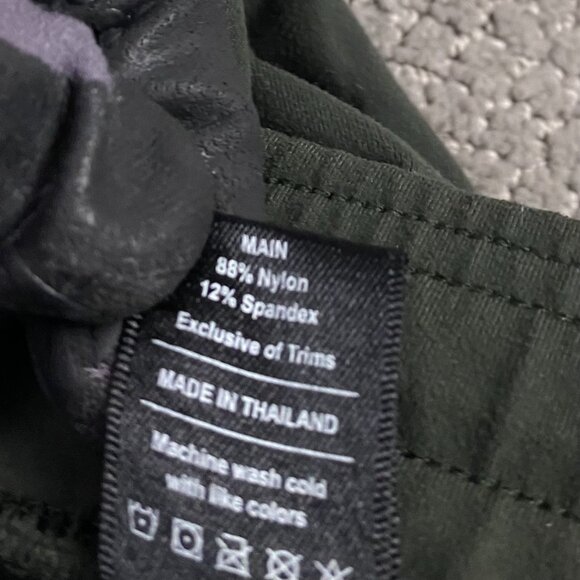 MAIN
88% Nylon
12% Spandex
Exclusive of Trims
MADE IN THAILAND
Machine wash cold
with like colors